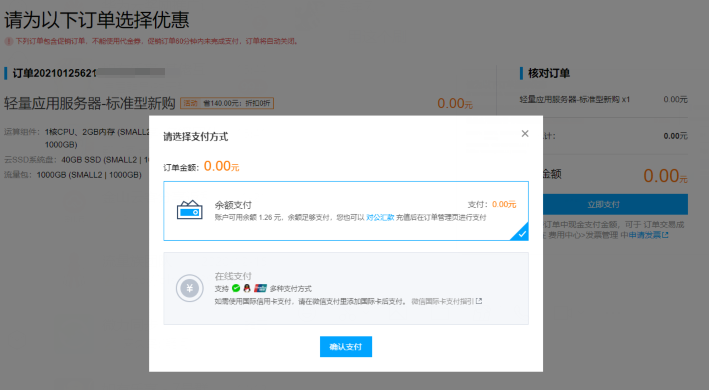 请为以下订单选择优惠
下列订单包含促销订单，不能使用代金券，促销订单60分钟内未完成支付，订单将自动关闭。
订单20210125621
核对订单
轻量应用服务器-标准型新购 活动 省140.00元；折扣0折
0.00元
轻量应用服务器-标准型新购 x1
0.00元
运算组件：1核CPU、2GB内存 (SMALL2
1000GB)
计：
0.00元
云SSD系统盘：40GB SSD (SMALL2 | 10
流量包：1000GB (SMALL2 | 1000GB)
金额
0.00元
立即支付
订单中现金支付金额，可于 订单交易成
费用中心>发票管理 中申请发票
请选择支付方式
订单金额：0.00元
余额支付
支付：0.00元
账户可用余额 1.26 元，余额足够支付，您也可以 对公汇款 充值后在订单管理页进行支付
在线支付
支持 多种支付方式
如需使用国际信用卡支付，请在微信支付里添加国际卡后支付。 微信国际卡支付指引
确认支付